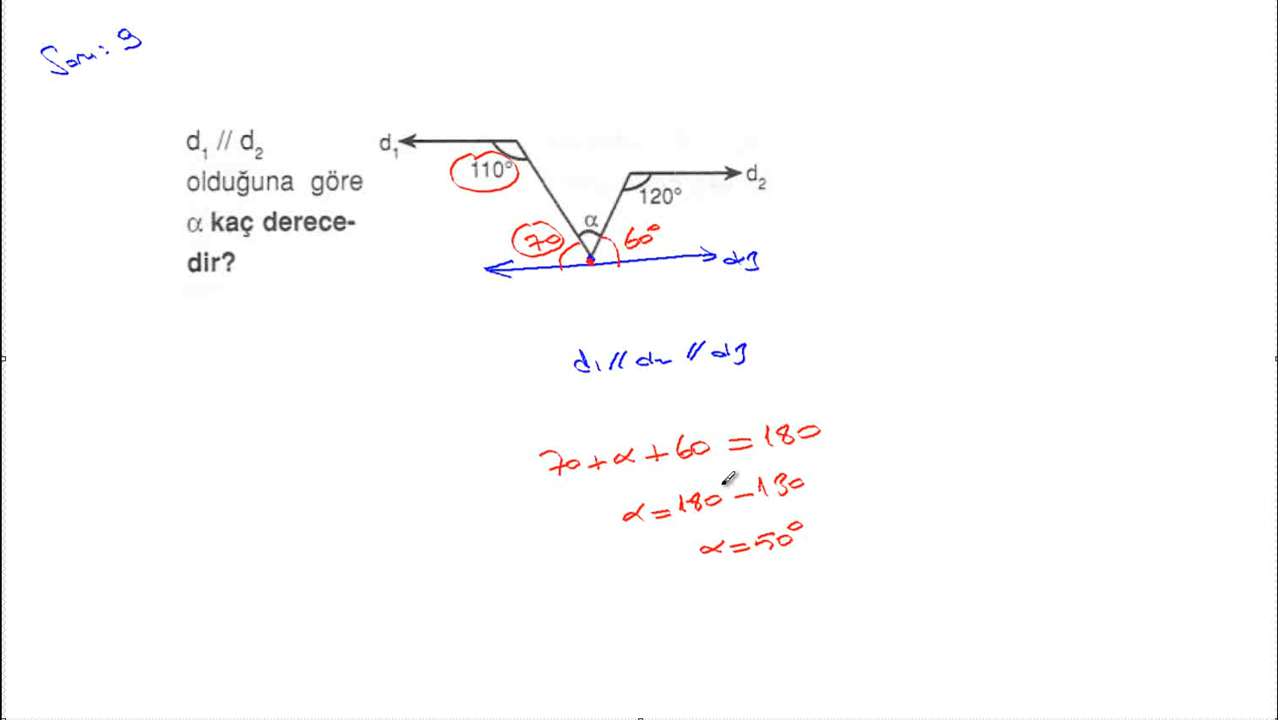 Soru: 9
d₁ // d₂
olduğuna göre
α kaç derece-
dir?
d₁
110°
α
120°
d₂
70
60°
d3
d₁ // d₂ // d3
70 + α + 60 = 180
α = 180 - 130
α = 50°